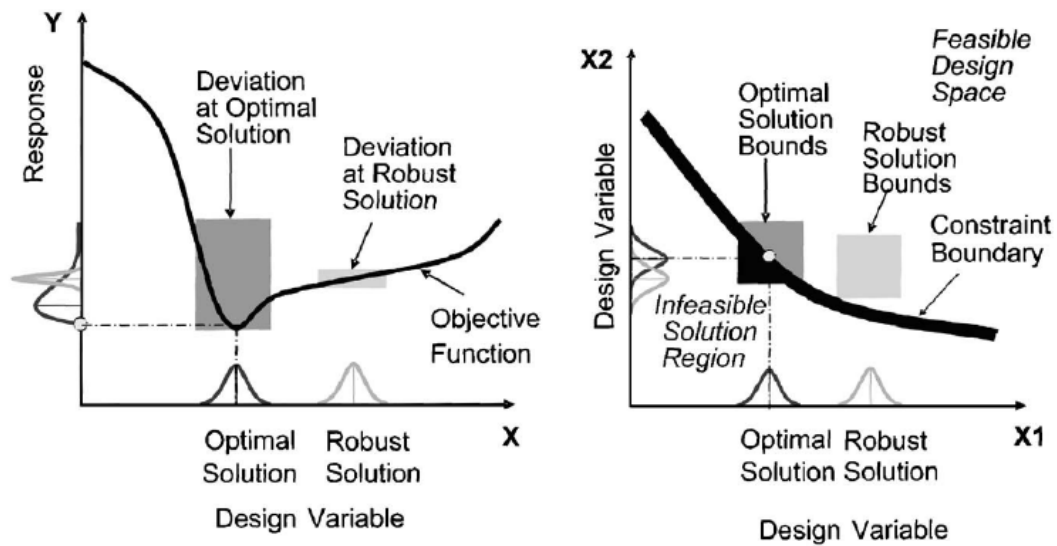 Y
Response
Deviation
at Optimal
Solution
Deviation
at Robust
Solution
Objective
Function
X
Optimal
Solution
Robust
Solution
Design Variable
X2
Design Variable
Feasible
Design
Space
Optimal
Solution
Bounds
Robust
Solution
Bounds
Constraint
Boundary
Infeasible
Solution
Region
X1
Optimal
Solution
Robust
Solution
Design Variable